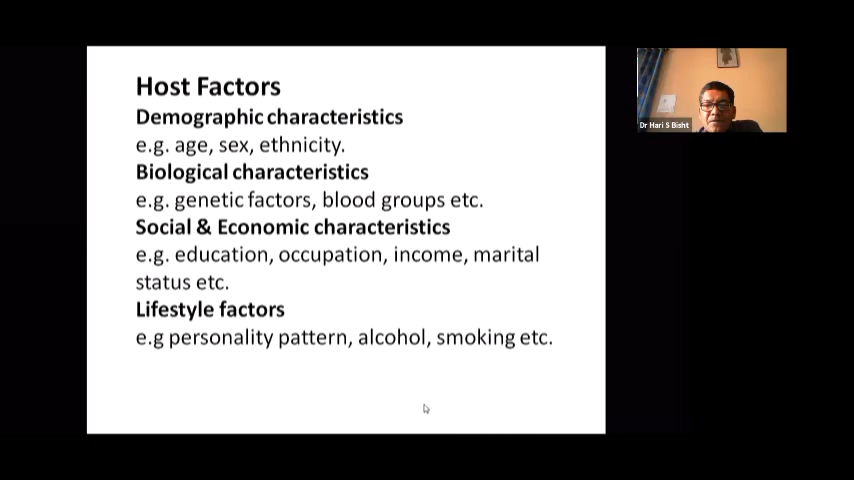 Host Factors
Demographic characteristics
e.g. age, sex, ethnicity.
Biological characteristics
e.g. genetic factors, blood groups etc.
Social & Economic characteristics
e.g. education, occupation, income, marital
status etc.
Lifestyle factors
e.g personality pattern, alcohol, smoking etc.
Dr Hari S Bisht